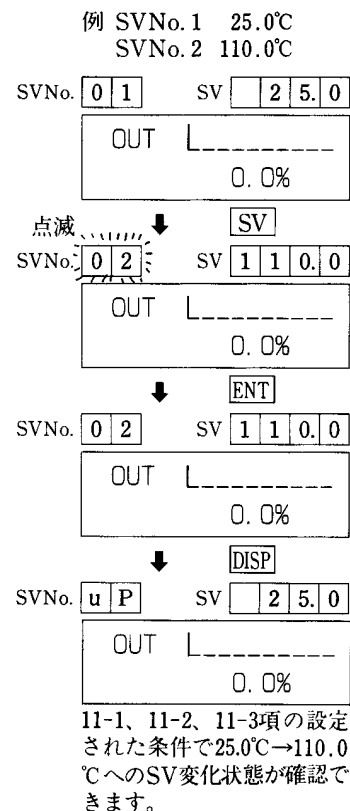 例 SVNo.1 25.0℃
SVNo.2 110.0℃
SVNo. 0 1 SV 2 5. 0
OUT
0.0%
点滅 ⬇ SV
SVNo. 0 2 SV 1 1 0. 0
OUT
0.0%
⬇ ENT
SVNo. 0 2 SV 1 1 0. 0
OUT
0.0%
⬇ DISP
SVNo. u P SV 2 5. 0
OUT
0.0%
11-1、11-2、11-3項の設定
された条件で25.0℃→110.0
℃へのSV変化状態が確認で
きます。